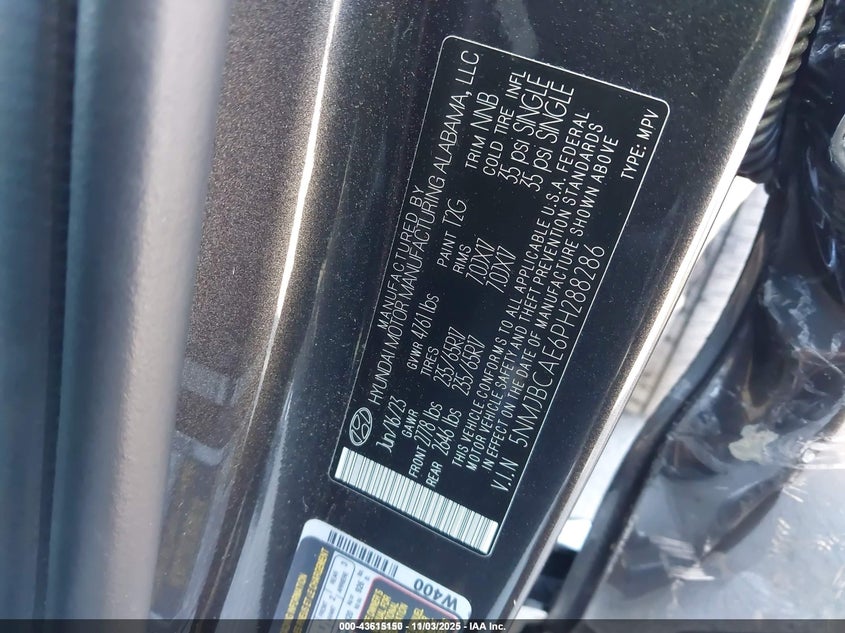 MANUFACTURED BY
HYUNDAI MOTOR MANUFACTURING ALABAMA, LLC
Jun/16/23 GVWR 4761 lbs PAINT T2G TRIM NNB
GAWR TIRES RIMS COLD TIRE INFL
FRONT 2778 lbs 235/65R17 7.0JX17 35 psi SINGLE
REAR 2646 lbs 235/65R17 7.0JX17 35 psi SINGLE
THIS VEHICLE CONFORMS TO ALL APPLICABLE U.S.A. FEDERAL
MOTOR VEHICLE SAFETY AND THEFT PREVENTION STANDARDS
IN EFFECT ON THE DATE OF MANUFACTURE SHOWN ABOVE
V.I.N 5NMJBCAE6PH288286 TYPE: MPV
W400
000-43615150 - 11/03/2025 - IAA Inc.